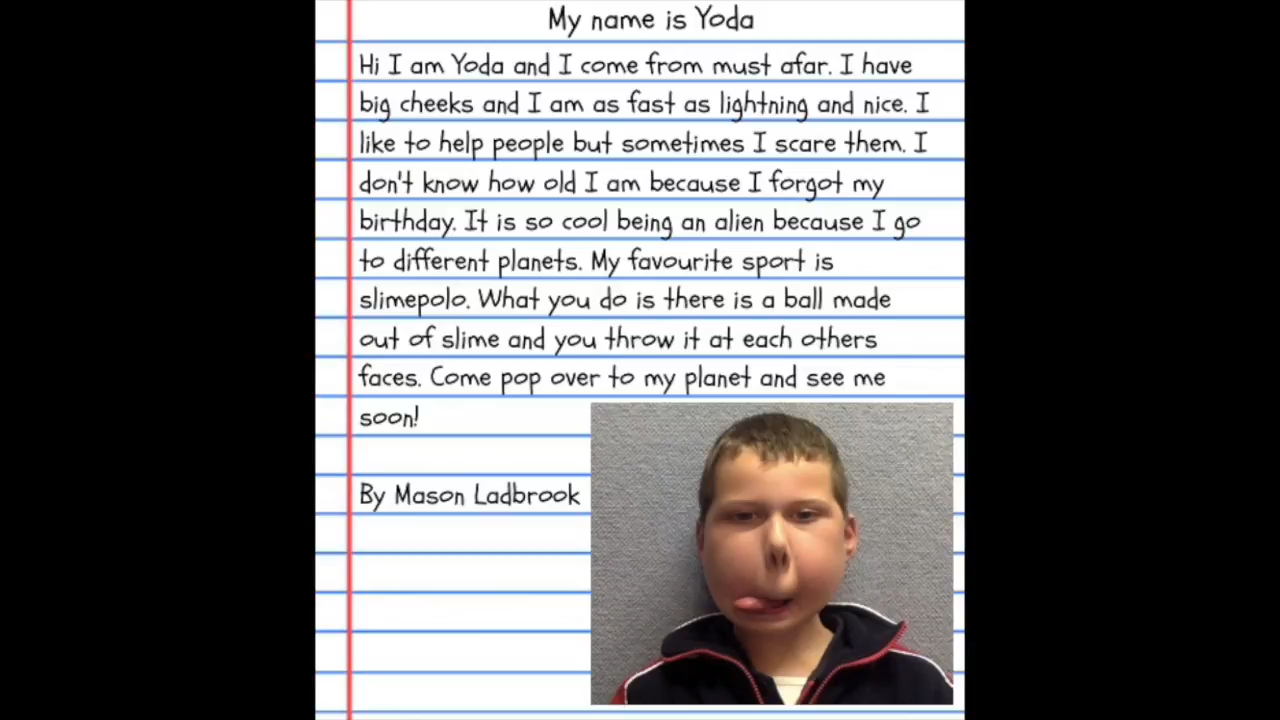 My name is Yoda
Hi I am Yoda and I come from must afar. I have
big cheeks and I am as fast as lightning and nice. I
like to help people but sometimes I scare them. I
don't know how old I am because I forgot my
birthday. It is so cool being an alien because I go
to different planets. My favourite sport is
slimepolo. What you do is there is a ball made
out of slime and you throw it at each others
faces. Come pop over to my planet and see me
soon!
By Mason Ladbrook